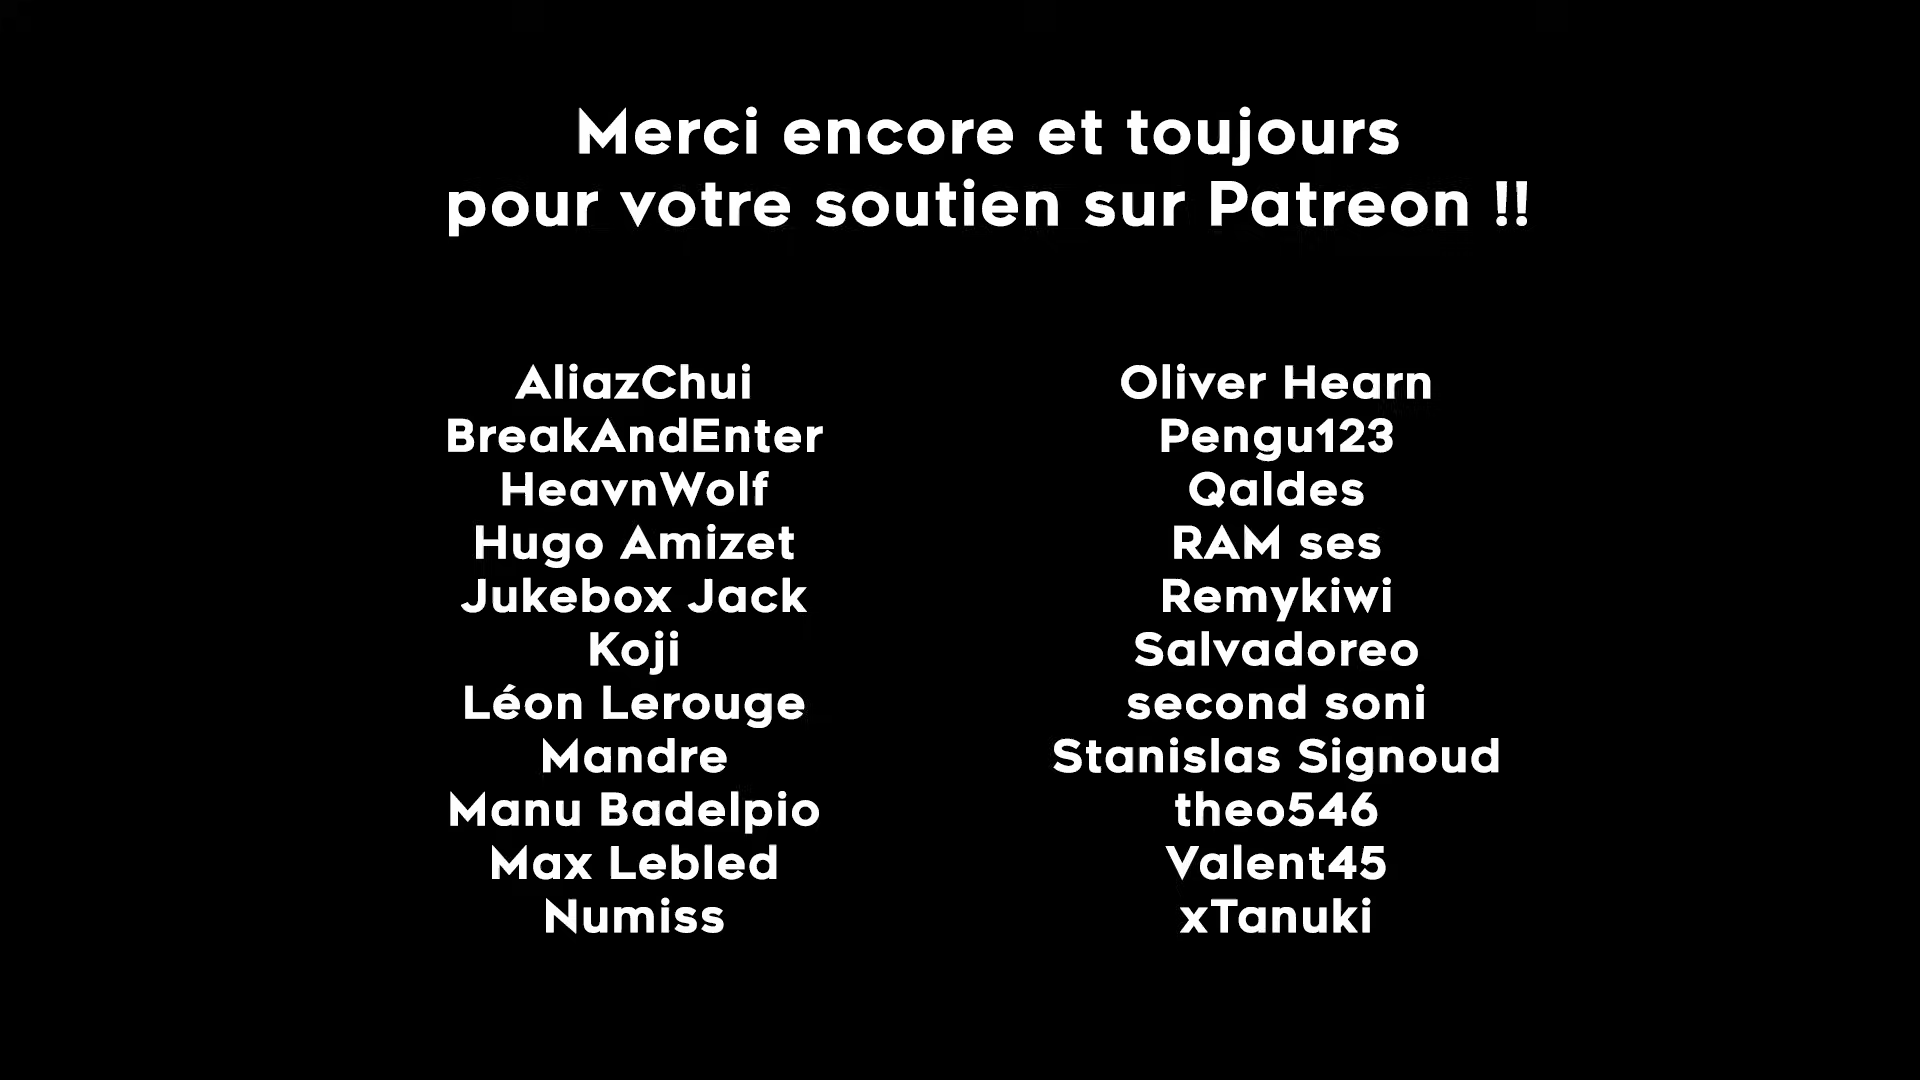 Merci encore et toujours
pour votre soutien sur Patreon !!
AliazChui
BreakAndEnter
HeavnWolf
Hugo Amizet
Jukebox Jack
Koji
Léon Lerouge
Mandre
Manu Badelpio
Max Lebled
Numiss
Oliver Hearn
Pengu123
Qaldes
RAM ses
Remykiwi
Salvadoreo
second soni
Stanislas Signoud
theo546
Valent45
xTanuki